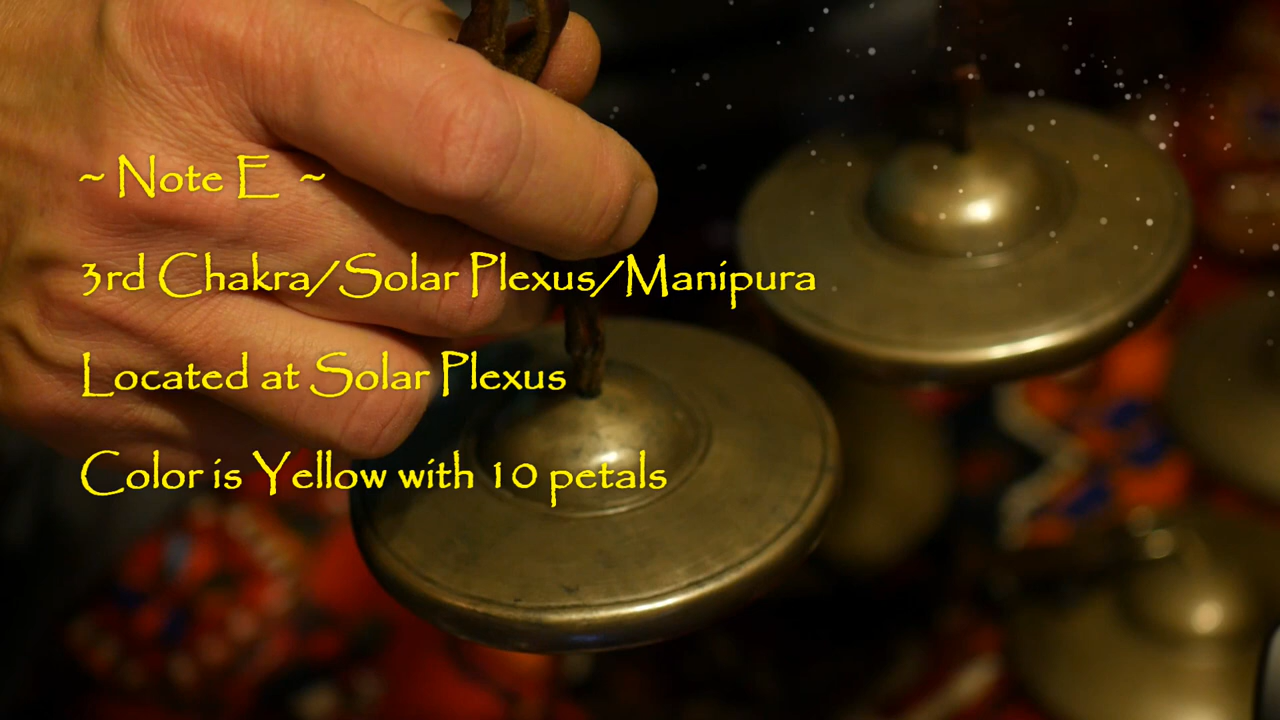 ~ Note E ~
3rd Chakra/Solar Plexus/Manipura
Located at Solar Plexus
Color is Yellow with 10 petals